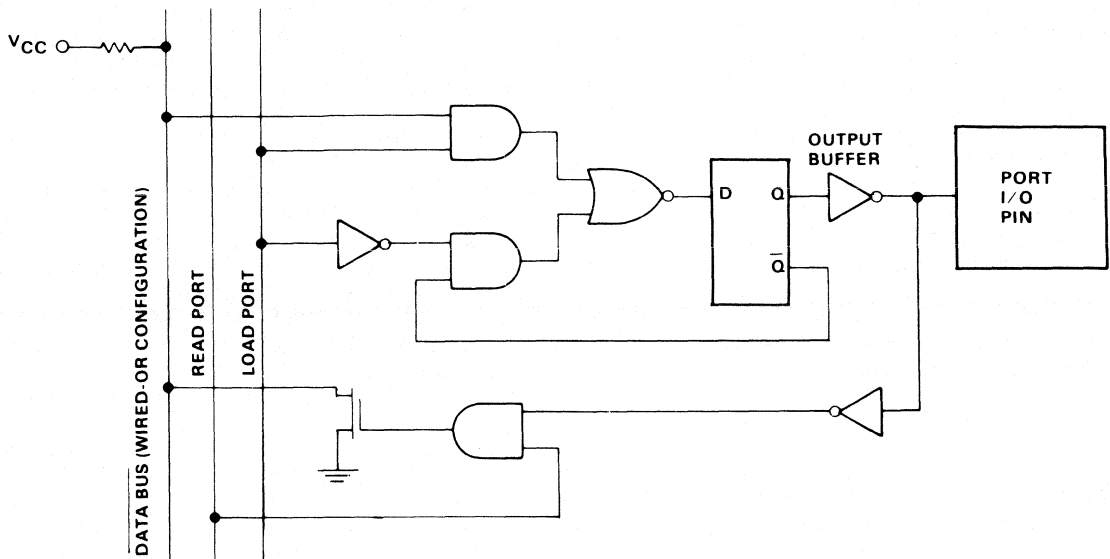 VCC
OUTPUT
BUFFER
PORT
I/O
PIN
D
Q
Q
DATA BUS (WIRED-OR CONFIGURATION)
READ PORT
LOAD PORT